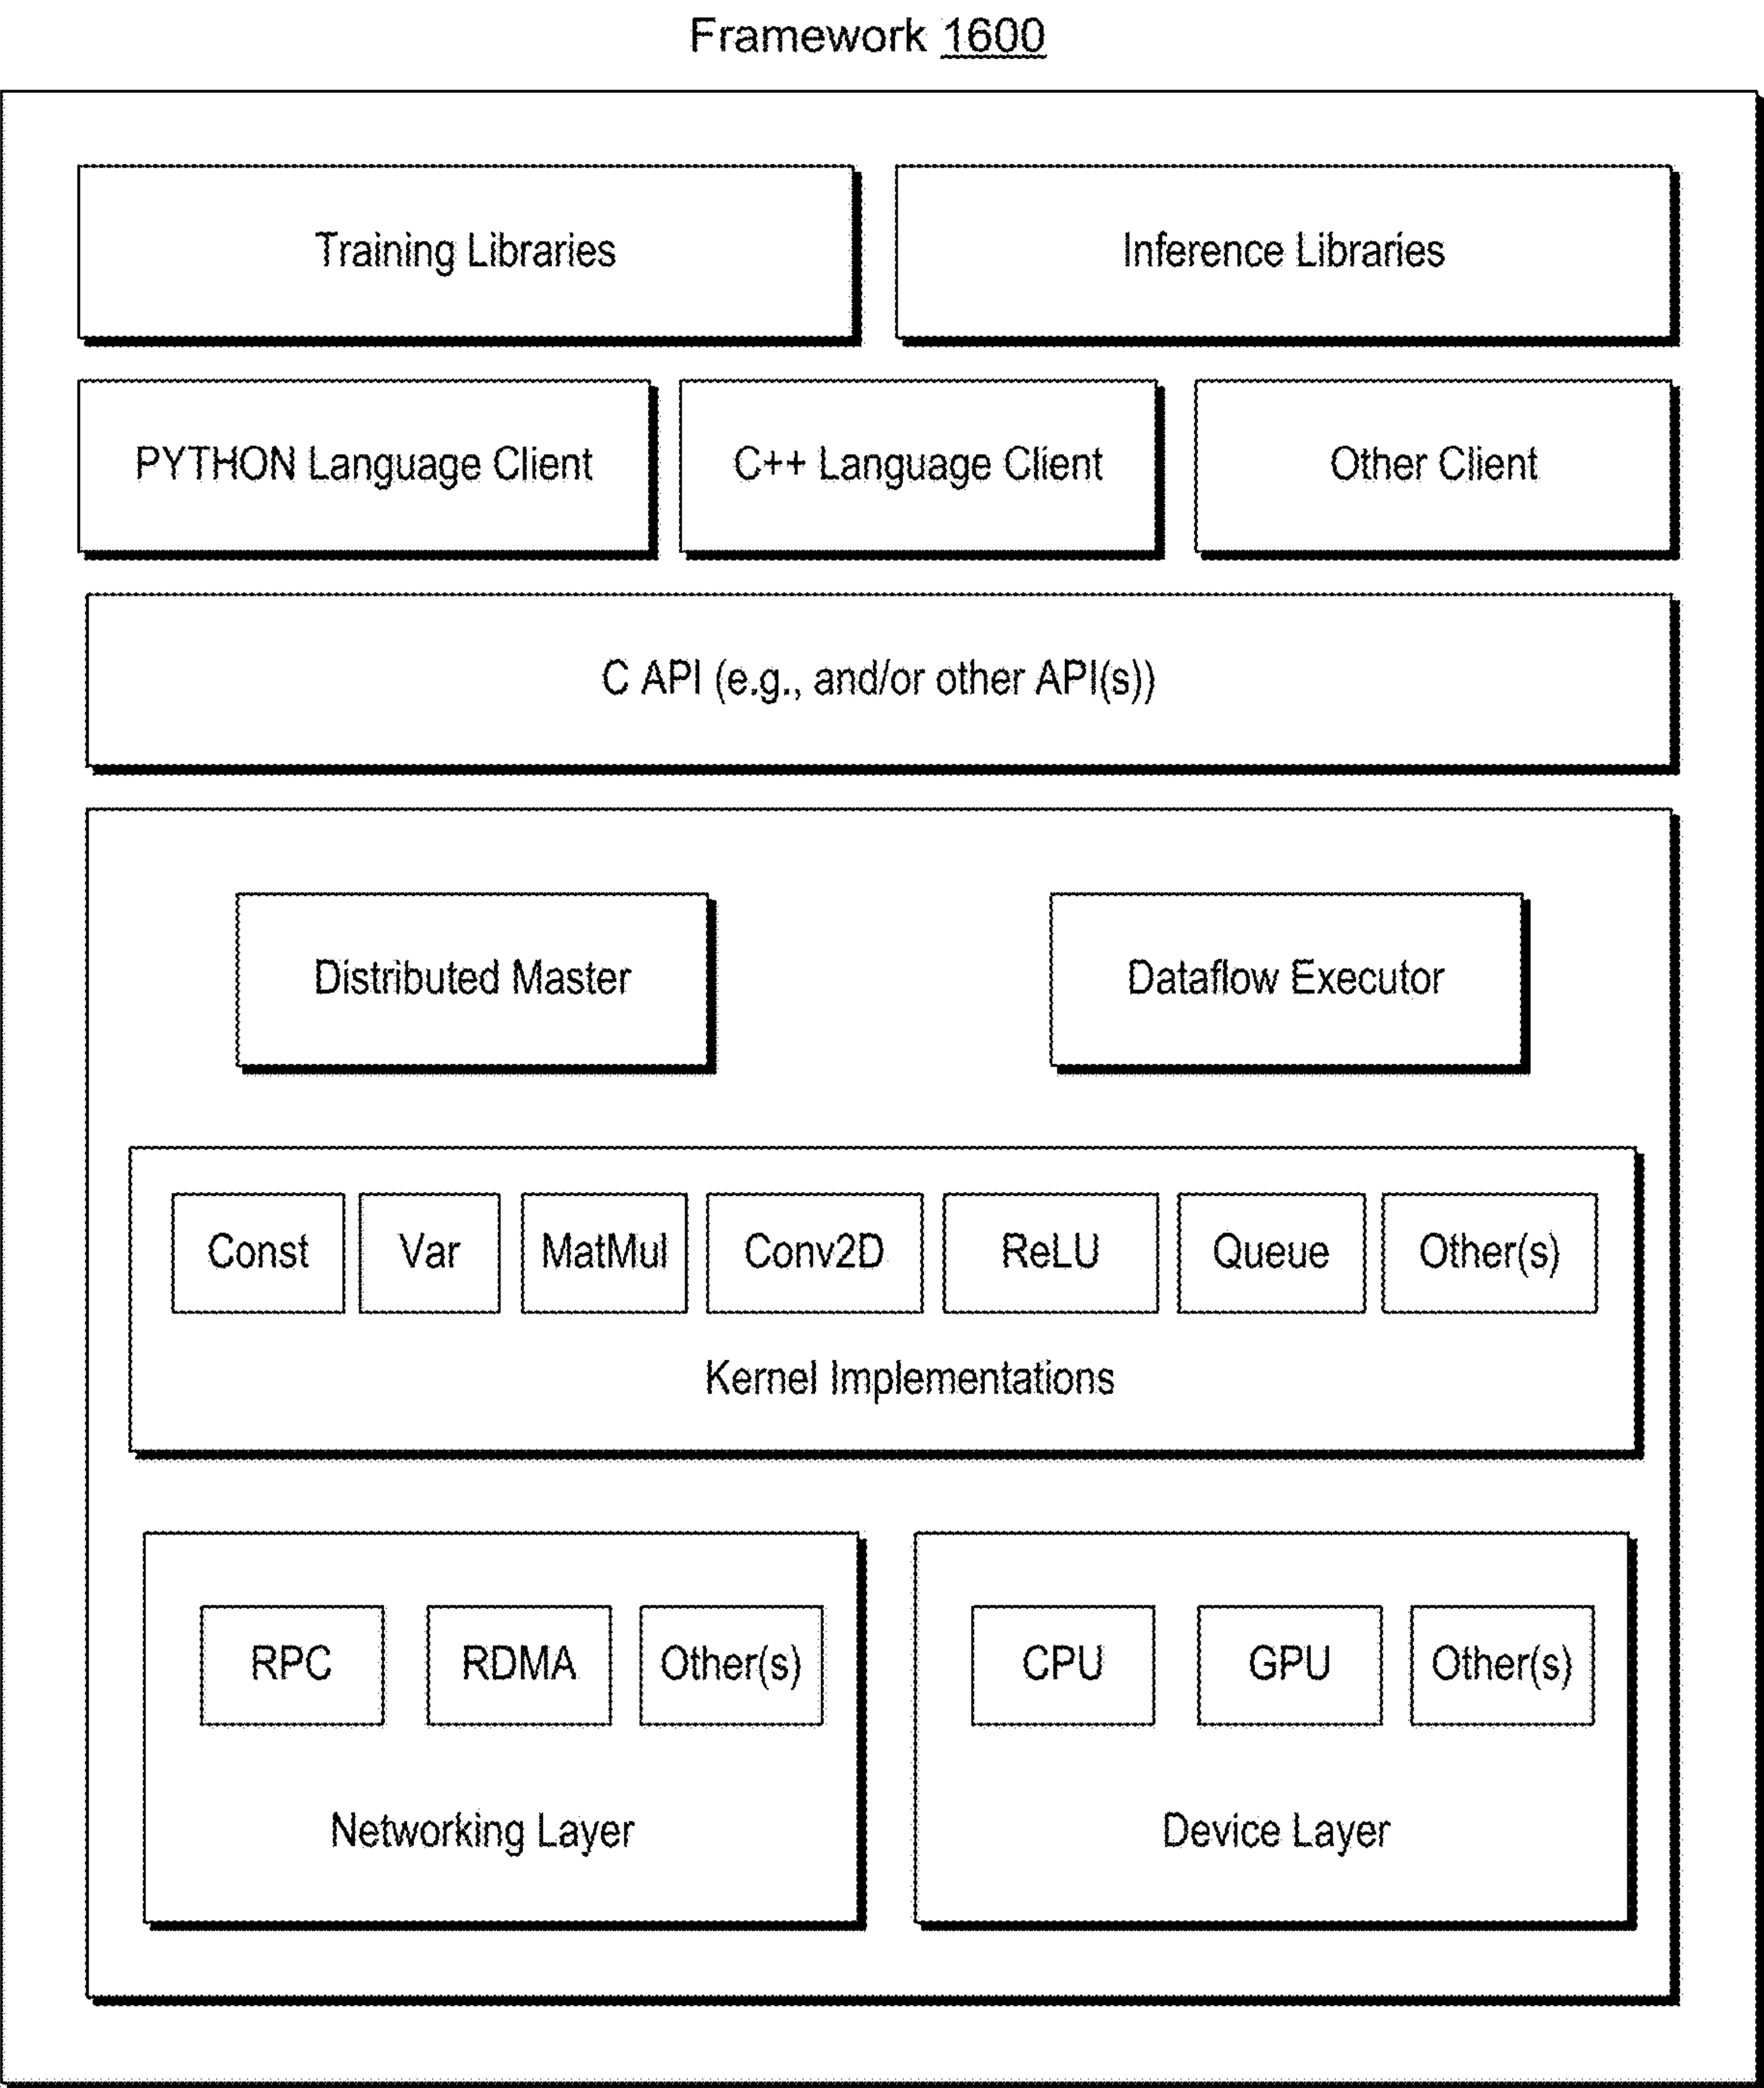 Framework 1600
Training Libraries
Inference Libraries
PYTHON Language Client
C++ Language Client
Other Client
C API (e.g., and/or other API(s))
Distributed Master
Dataflow Executor
Const
Var
MatMul
Conv2D
ReLU
Queue
Other(s)
Kernel Implementations
RPC
RDMA
Other(s)
Networking Layer
CPU
GPU
Other(s)
Device Layer